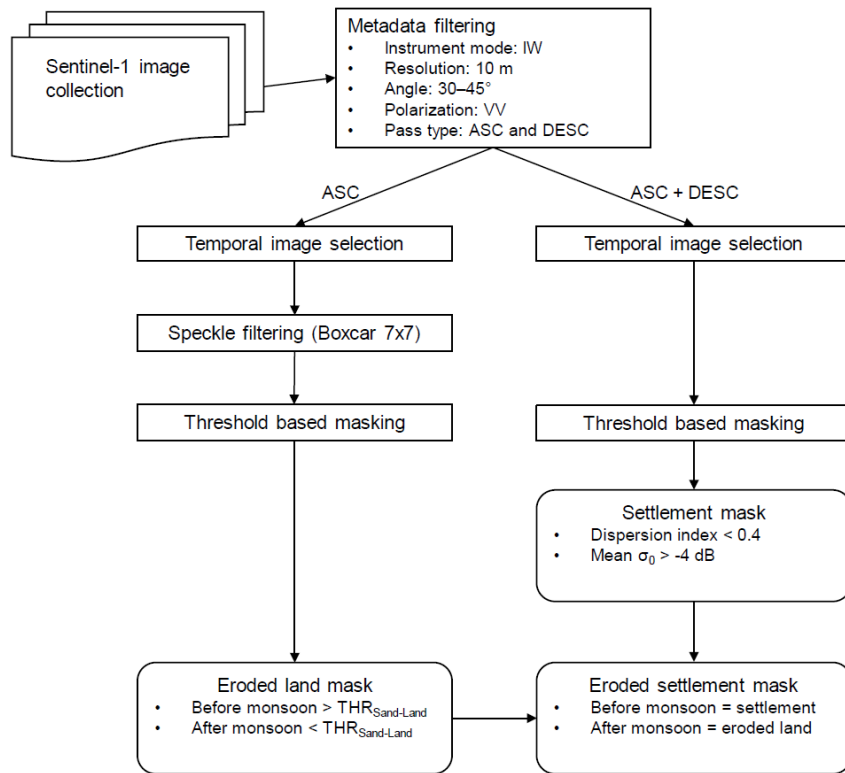 Sentinel-1 image
collection
Metadata filtering
• Instrument mode: IW
• Resolution: 10 m
• Angle: 30–45°
• Polarization: VV
• Pass type: ASC and DESC
ASC
ASC + DESC
Temporal image selection
Temporal image selection
Speckle filtering (Boxcar 7x7)
Threshold based masking
Threshold based masking
Settlement mask
• Dispersion index < 0.4
• Mean σ₀ > -4 dB
Eroded land mask
• Before monsoon > THR_Sand-Land
• After monsoon < THR_Sand-Land
Eroded settlement mask
• Before monsoon = settlement
• After monsoon = eroded land